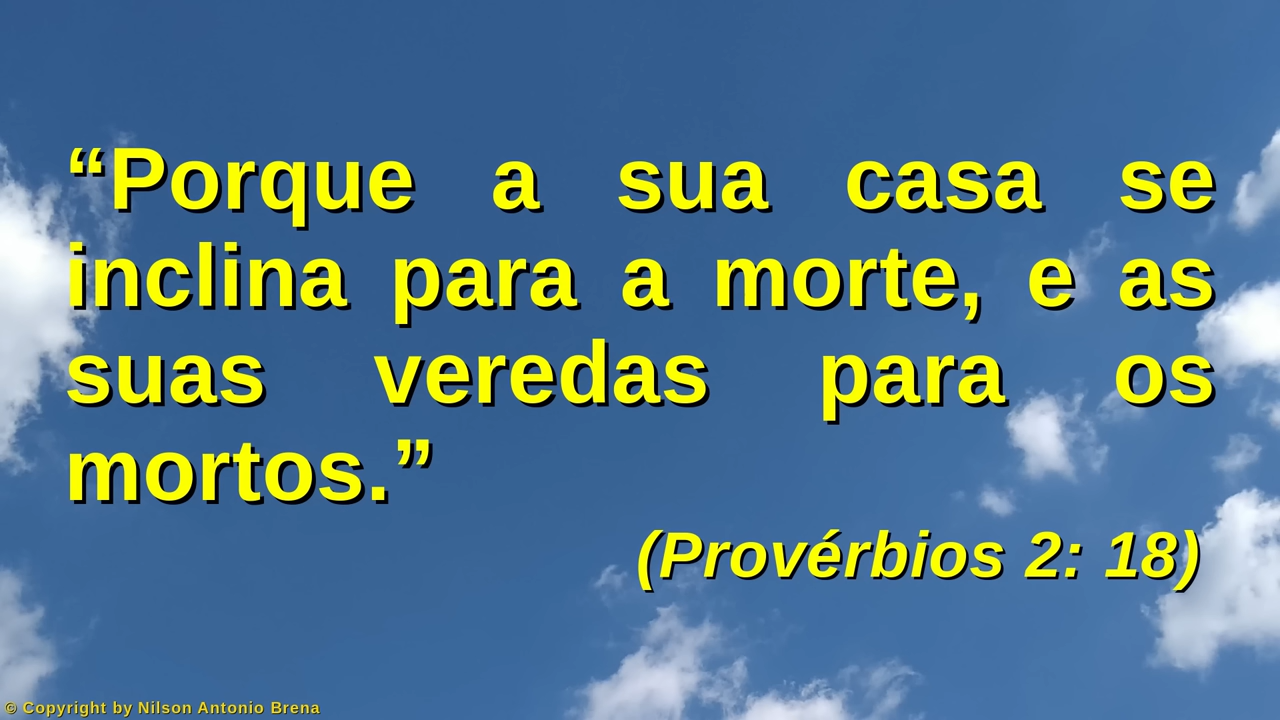 “Porque a sua casa se
inclina para a morte, e as
suas veredas para os
mortos.”
(Provérbios 2: 18)
© Copyright by Nilson Antonio Brena